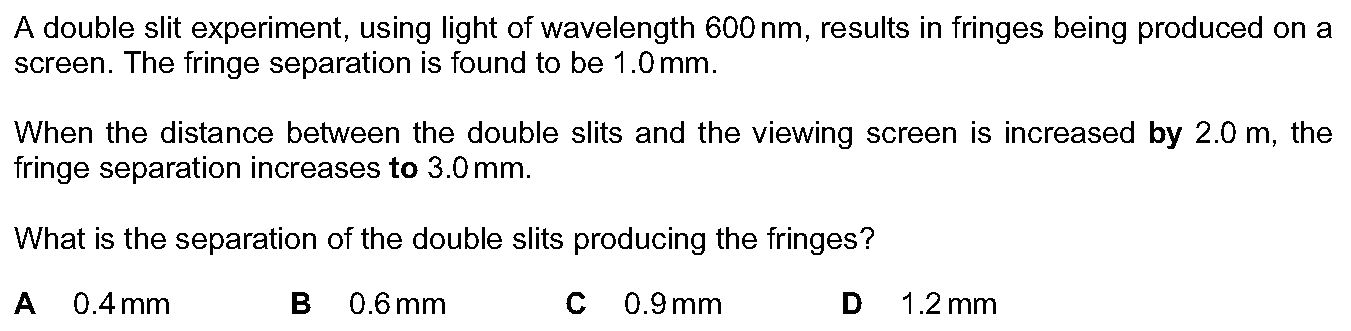 A double slit experiment, using light of wavelength 600 nm, results in fringes being produced on a
screen. The fringe separation is found to be 1.0 mm.
When the distance between the double slits and the viewing screen is increased by 2.0 m, the
fringe separation increases to 3.0 mm.
What is the separation of the double slits producing the fringes?
A 0.4 mm B 0.6 mm C 0.9 mm D 1.2 mm